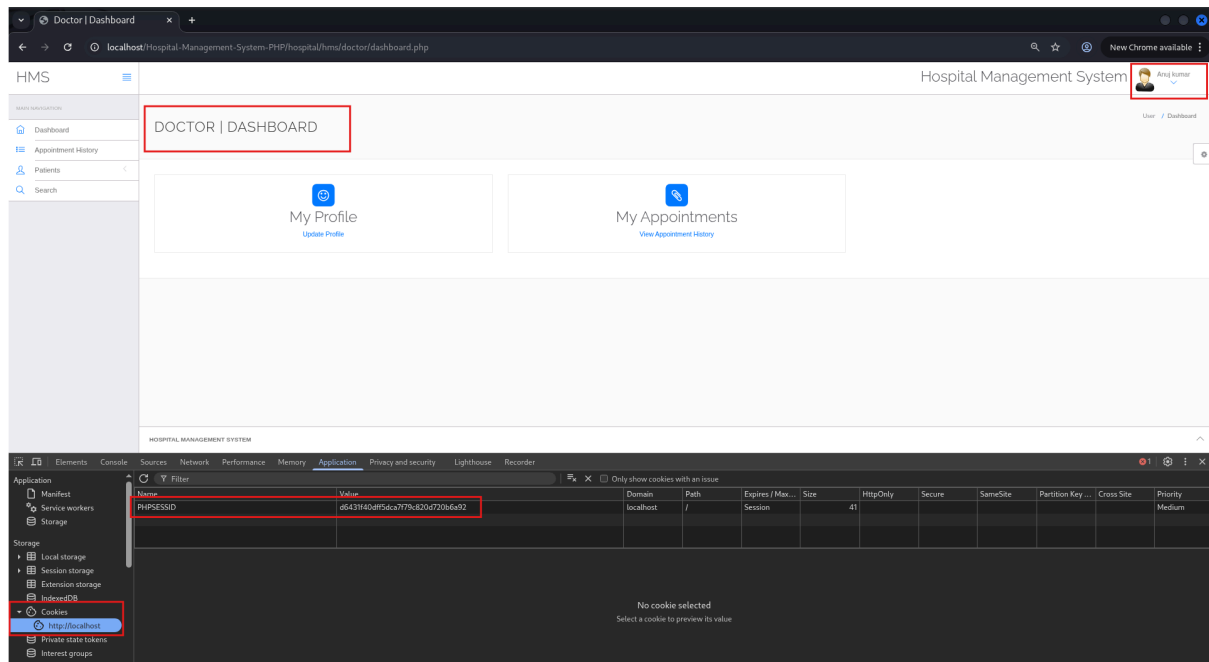 Doctor | Dashboard
localhost/Hospital-Management-System-PHP/hospital/hms/doctor/dashboard.php
New Chrome available
HMS
Hospital Management System
Anuj kumar
MAIN NAVIGATION
Dashboard
Appointment History
Patients
Search
DOCTOR | DASHBOARD
User / Dashboard
My Profile
Update Profile
My Appointments
View Appointment History
HOSPITAL MANAGEMENT SYSTEM
Elements Console Sources Network Performance Memory Application Privacy and security Lighthouse Recorder 1
Application
Manifest
Service workers
Storage
Storage
Local storage
Session storage
Extension storage
IndexedDB
Cookies
http://localhost
Private state tokens
Interest groups
Filter
Only show cookies with an issue
Name Value Domain Path Expires / Max... Size HttpOnly Secure SameSite Partition Key ... Cross Site Priority
PHPSESSID d6431f40dff5dca7f79c820d720b6a92 localhost / Session 41 Medium
No cookie selected
Select a cookie to preview its value